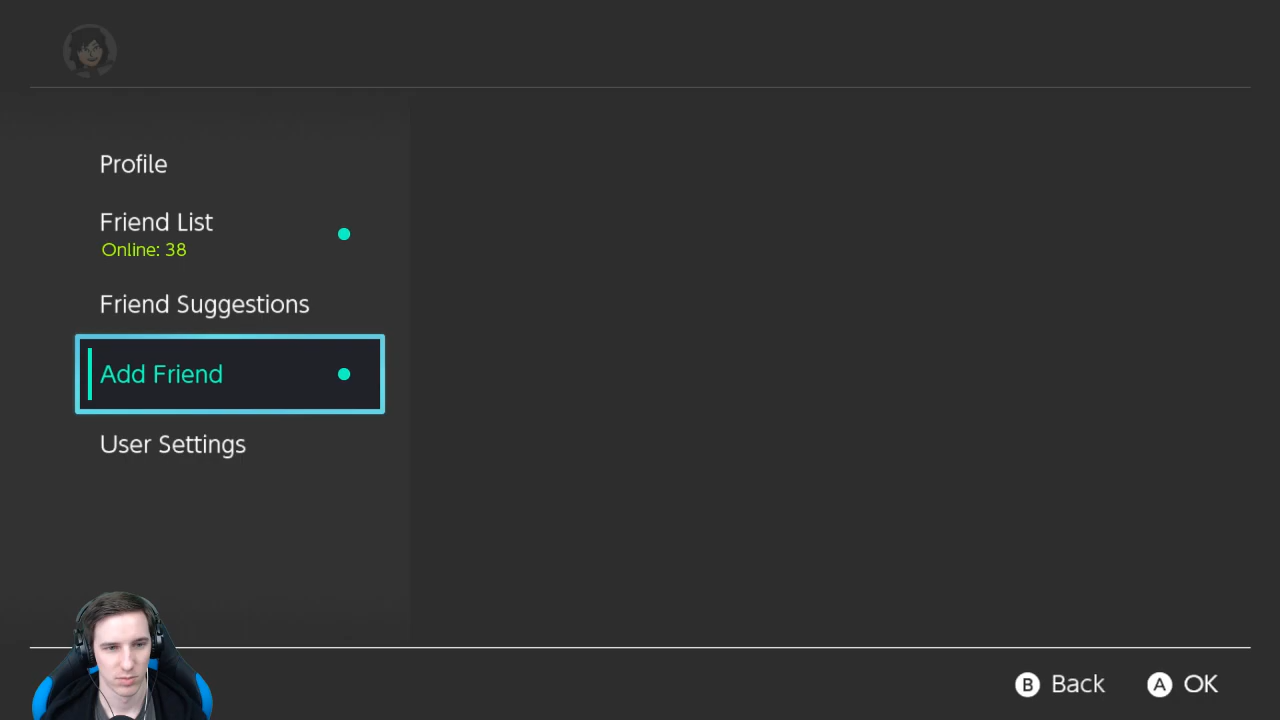 Profile
Friend List
Online: 38
Friend Suggestions
Add Friend
User Settings
B Back A OK